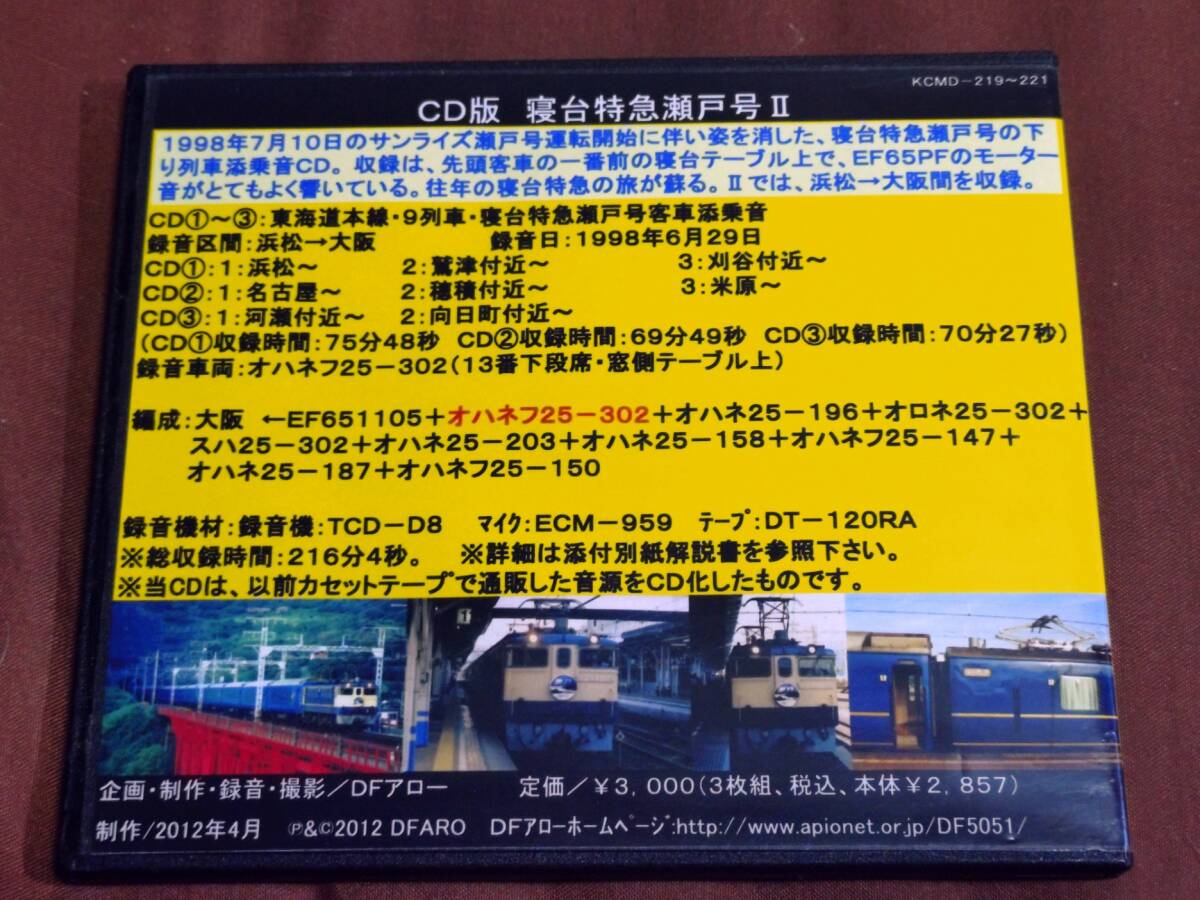 KCMD-219～221
CD版 寝台特急瀬戸号Ⅱ
1998年7月10日のサンライズ瀬戸号運転開始に伴い姿を消した、寝台特急瀬戸号の下
り列車添乗音CD。収録は、先頭客車の一番前の寝台テーブル上で、EF65PFのモーター
音がとてもよく響いている。往年の寝台特急の旅が蘇る。Ⅱでは、浜松→大阪間を収録。
CD①～③:東海道本線・9列車・寝台特急瀬戸号客車添乗音
録音区間:浜松→大阪 録音日:1998年6月29日
CD①:1:浜松～ 2:鷲津付近～ 3:刈谷付近～
CD②:1:名古屋～ 2:穂積付近～ 3:米原～
CD③:1:河瀬付近～ 2:向日町付近～
(CD①収録時間:75分48秒 CD②収録時間:69分49秒 CD③収録時間:70分27秒)
録音車両:オハネフ25-302(13番下段席・窓側テーブル上)
編成:大阪 ←EF651105+オハネフ25-302+オハネ25-196+オロネ25-302+
スハ25-302+オハネ25-203+オハネ25-158+オハネフ25-147+
オハネ25-187+オハネフ25-150
録音機材:録音機:TCD-D8 ﾏｲｸ:ECM-959 ﾃｰﾌﾟ:DT-120RA
※総収録時間:216分4秒。 ※詳細は添付別紙解説書を参照下さい。
※当CDは、以前カセットテープで通販した音源をCD化したものです。
1
企画・制作・録音・撮影/DFアロー 定価/￥3,000(3枚組、税込、本体￥2,857)
制作/2012年4月 ℗&©2012 DFARO DFｱﾛｰﾎｰﾑﾍﾟｰｼﾞ:http://www.apionet.or.jp/DF5051/